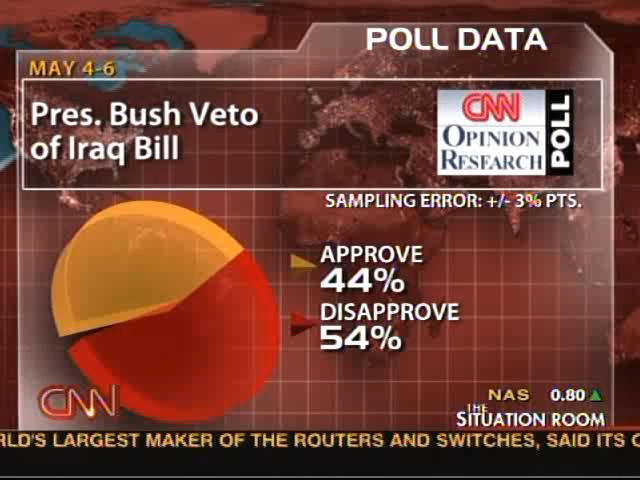 POLL DATA
MAY 4-6
Pres. Bush Veto
of Iraq Bill
CNN
OPINION
RESEARCH
POLL
SAMPLING ERROR: +/- 3% PTS.
APPROVE
44%
DISAPPROVE
54%
CNN
NAS 0.80
THE
SITUATION ROOM
RLD'S LARGEST MAKER OF THE ROUTERS AND SWITCHES, SAID ITS